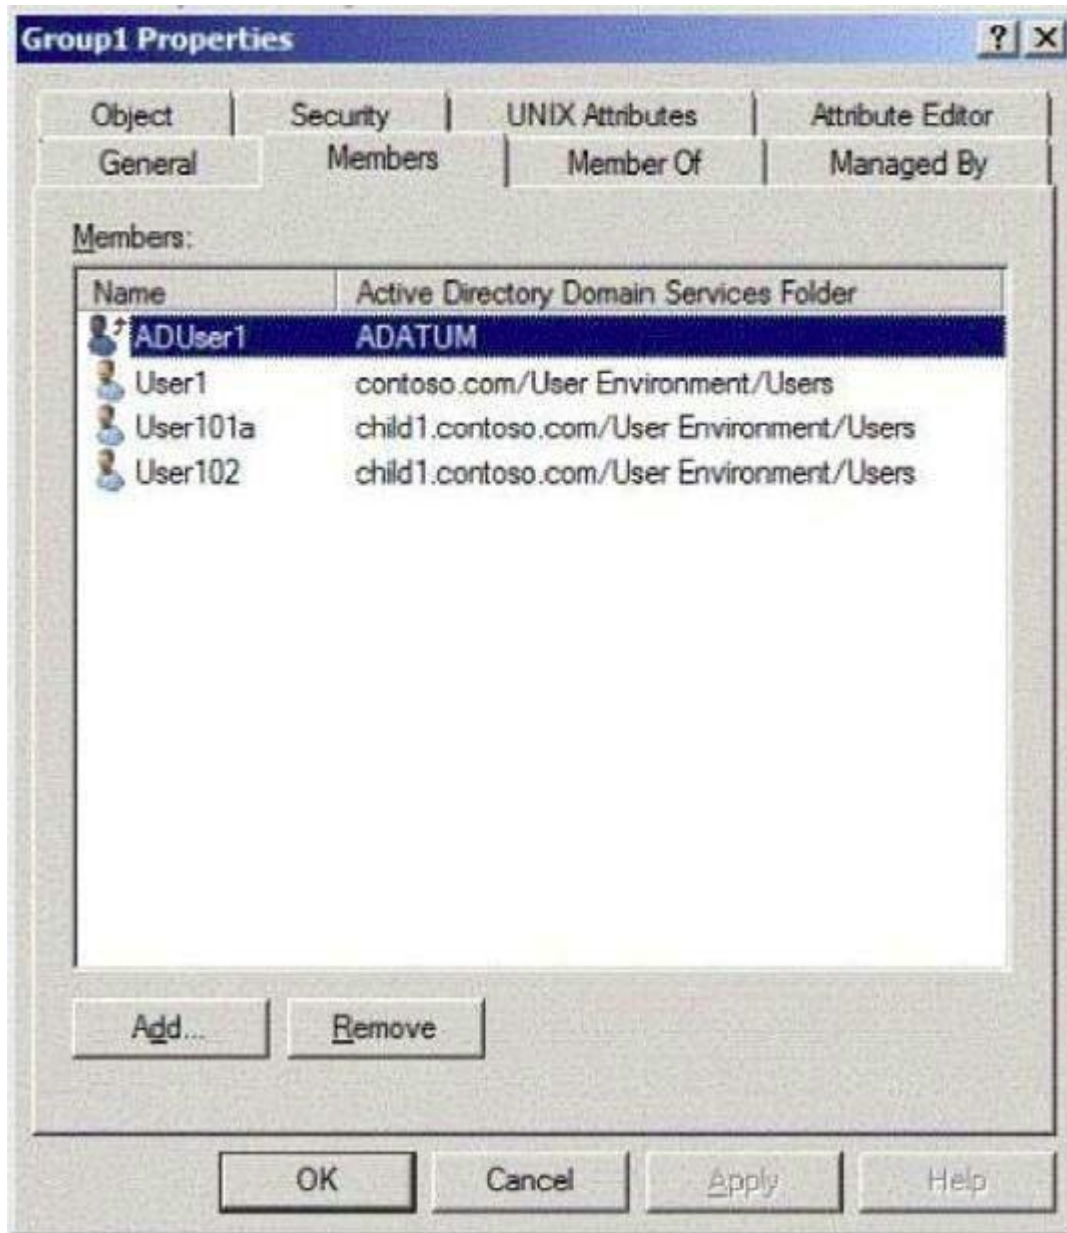 Group1 Properties
Object Security UNIX Attributes Attribute Editor
General Members Member Of Managed By
Members:
Name Active Directory Domain Services Folder
ADUser1 ADATUM
User1 contoso.com/User Environment/Users
User101a child1.contoso.com/User Environment/Users
User102 child1.contoso.com/User Environment/Users
Add... Remove
OK Cancel Apply Help